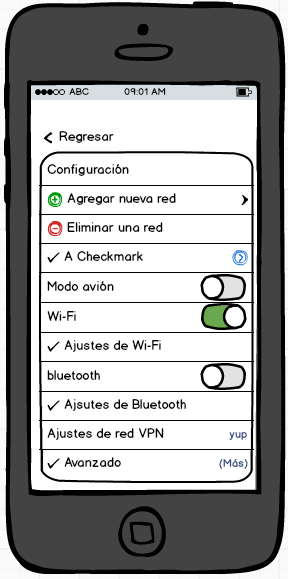 ABC 09:01 AM
Regresar
Configuración
Agregar nueva red
Eliminar una red
A Checkmark
Modo avión
Wi-Fi
Ajustes de Wi-Fi
bluetooth
Ajsutes de Bluetooth
Ajustes de red VPN yup
Avanzado (Más)